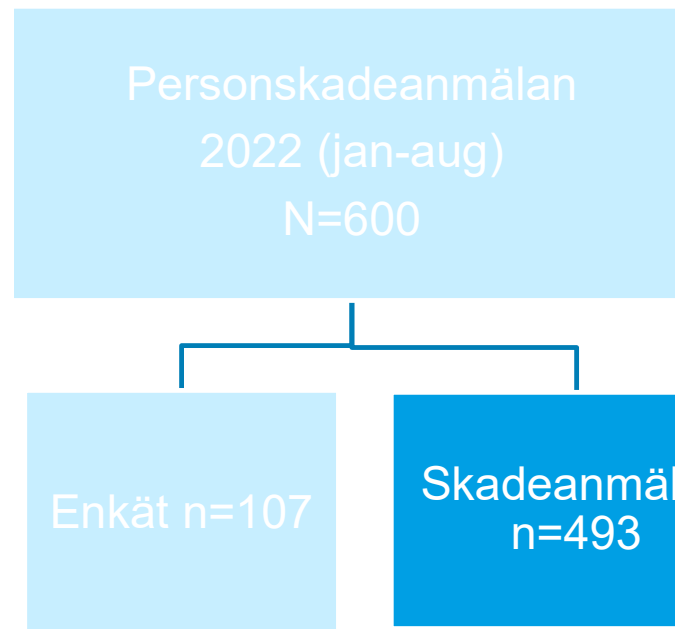 Personskadeanmälan
2022 (jan-aug)
N=600
Enkät n=107
Skadeanmäl
n=493